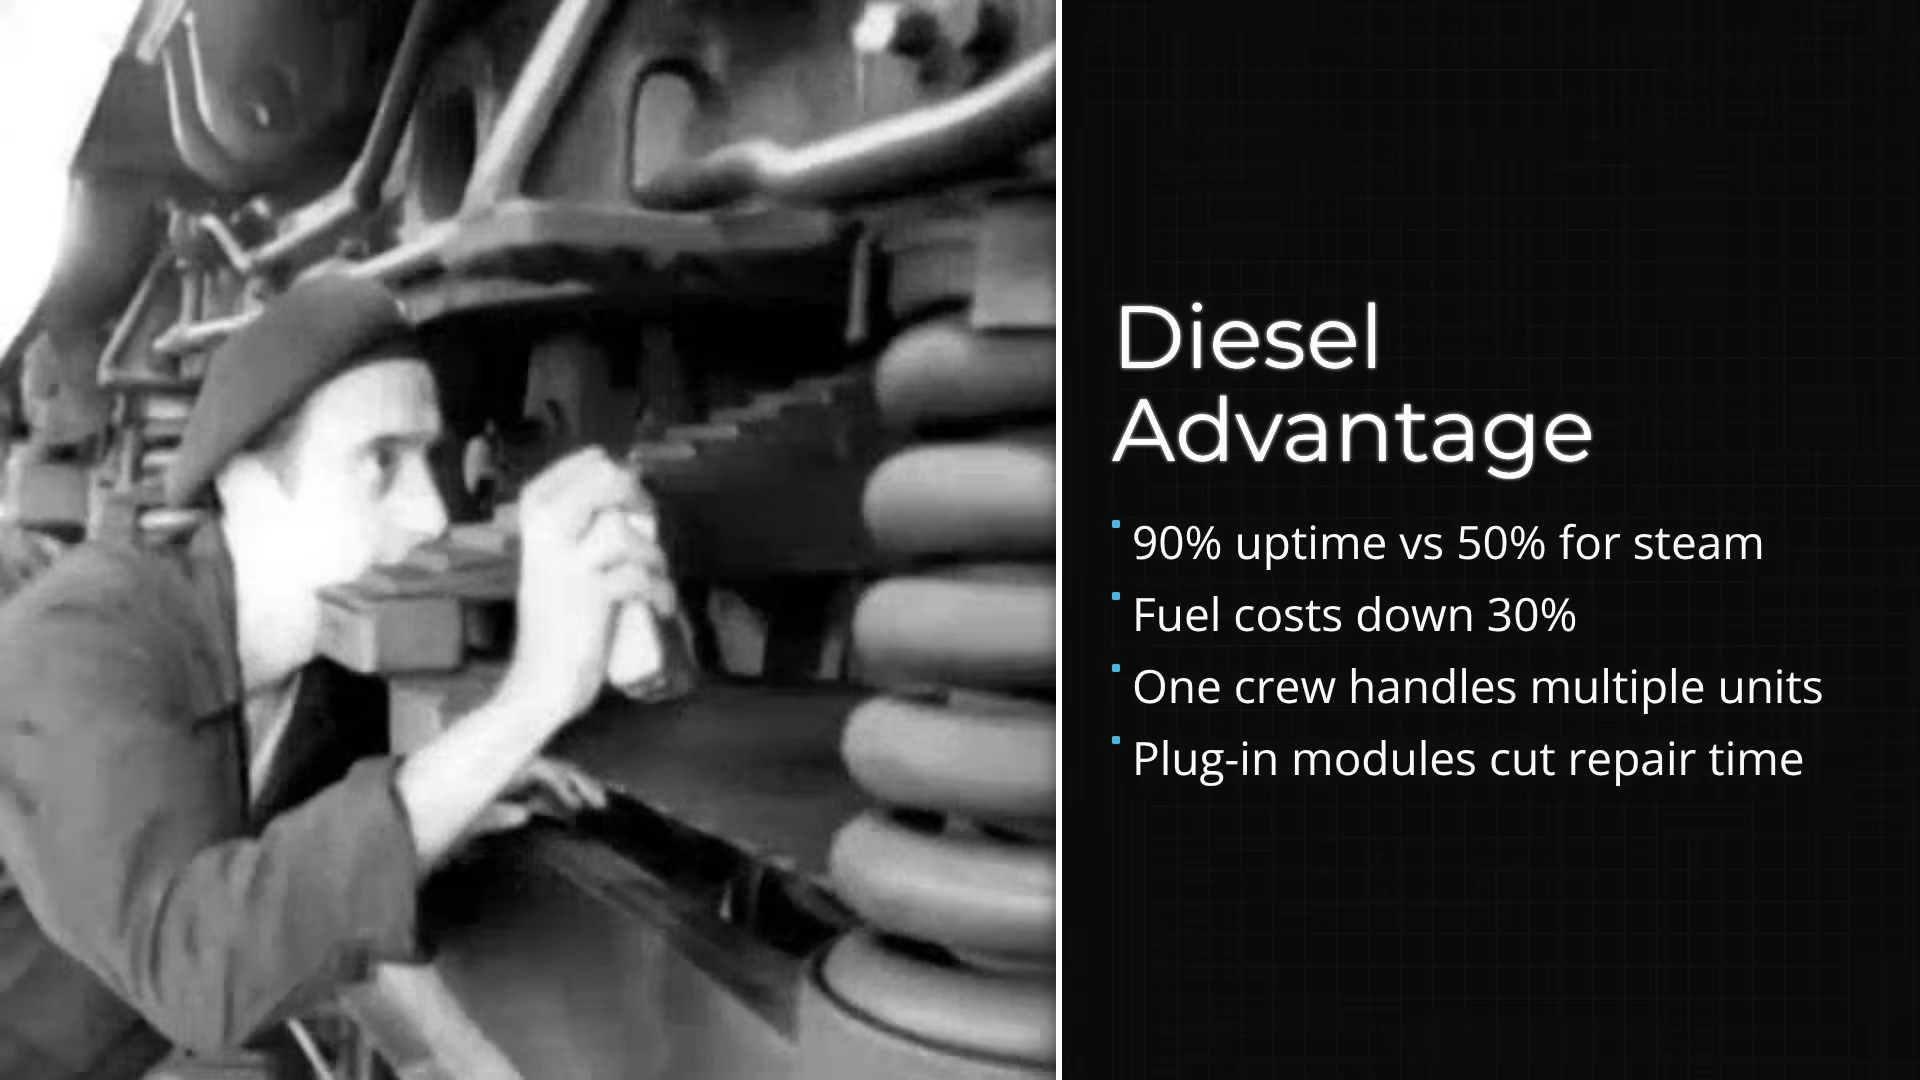 Diesel
Advantage
90% uptime vs 50% for steam
Fuel costs down 30%
One crew handles multiple units
Plug-in modules cut repair time